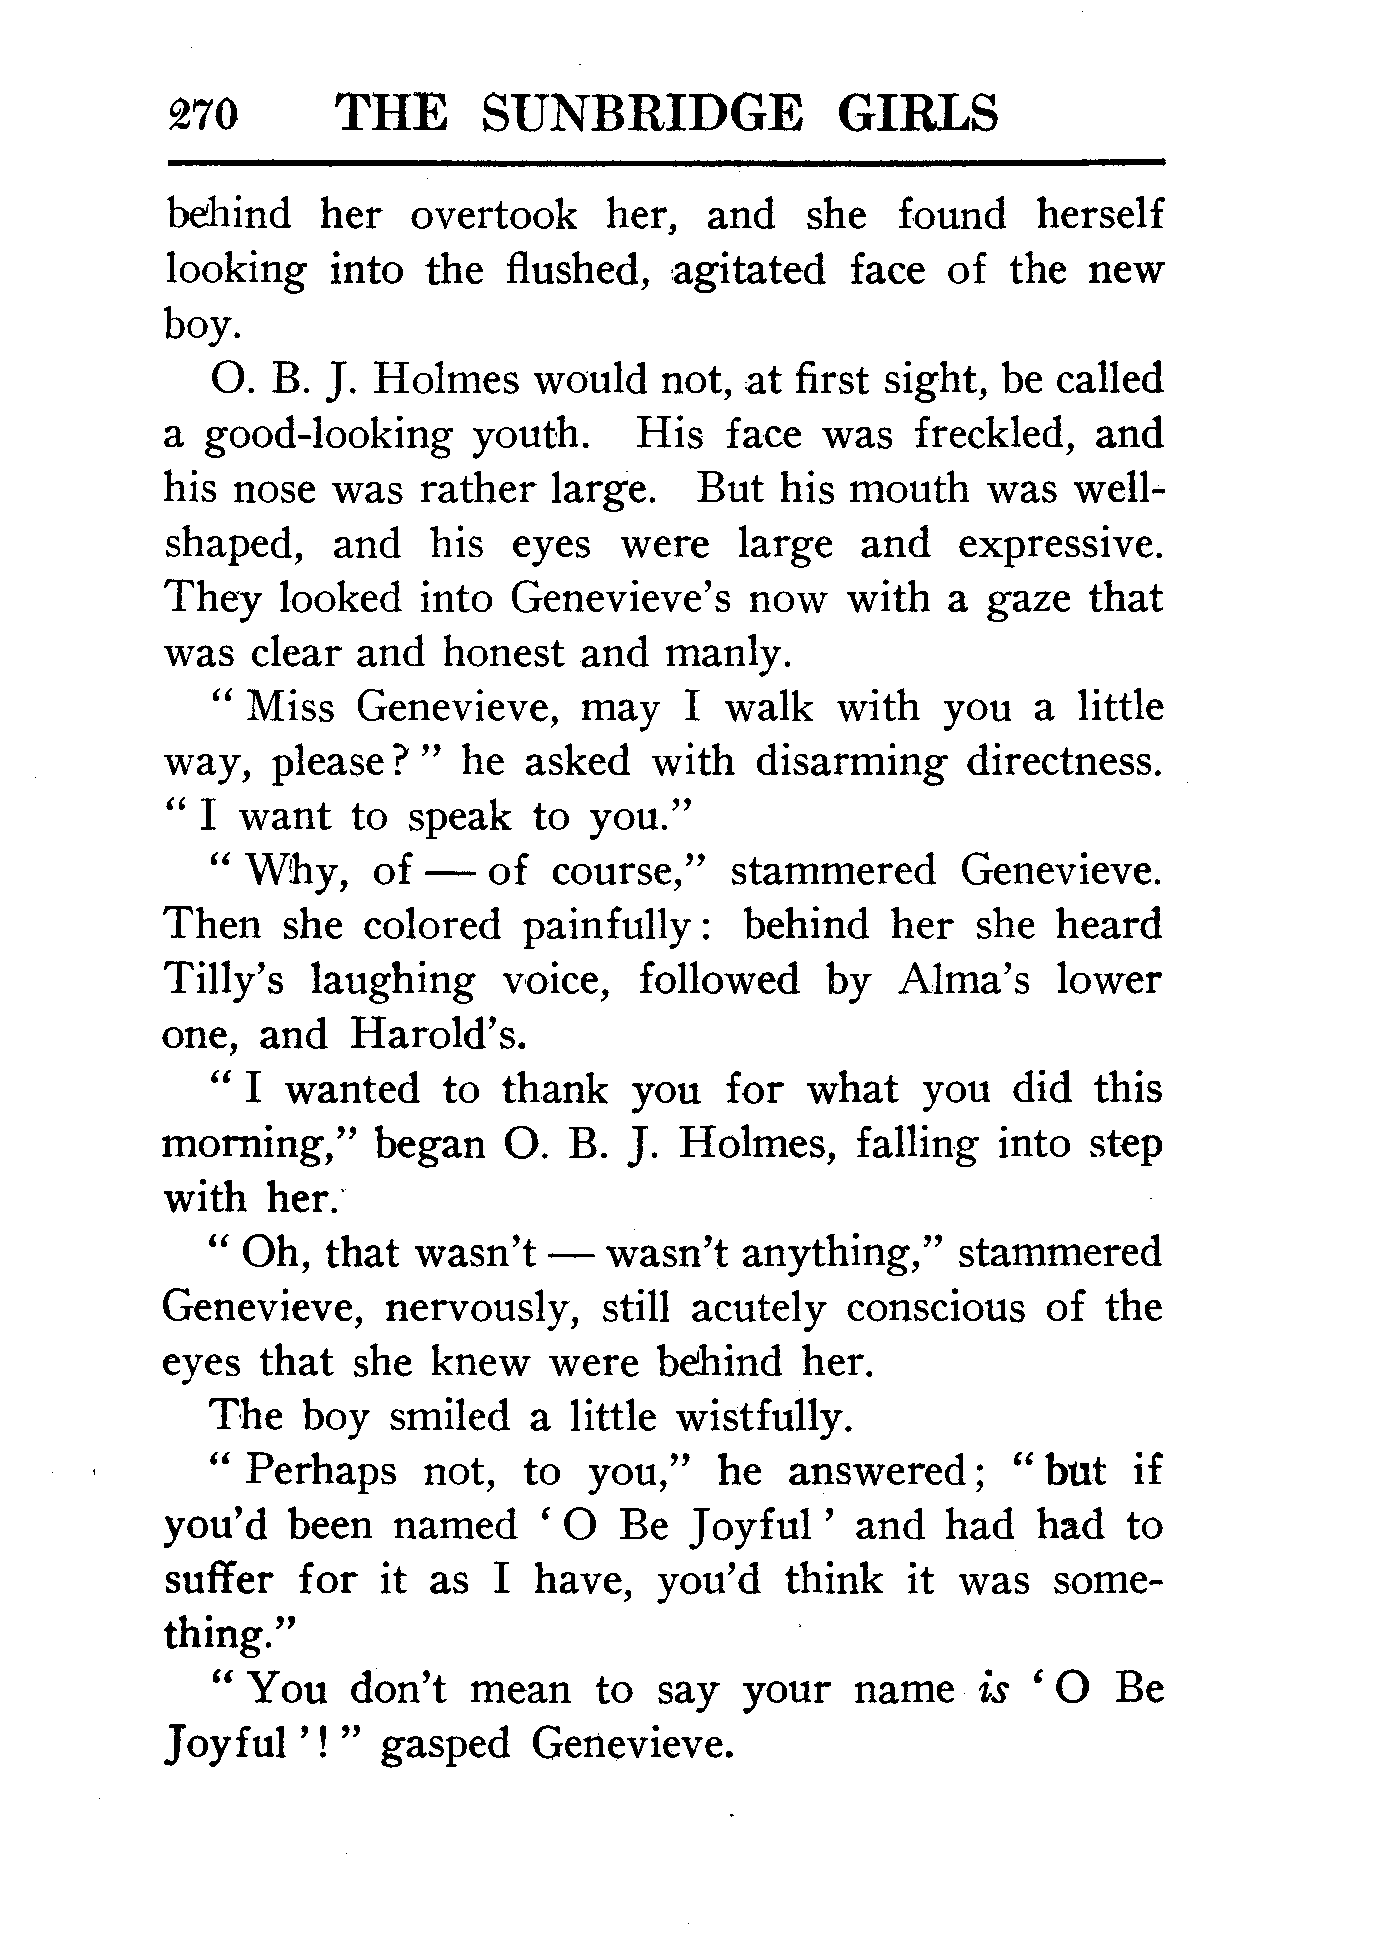 270 THE SUNBRIDGE GIRLS
behind her overtook her, and she found herself
looking into the flushed, agitated face of the new
boy.
O. B. J. Holmes would not, at first sight, be called
a good-looking youth. His face was freckled, and
his nose was rather large. But his mouth was well-
shaped, and his eyes were large and expressive.
They looked into Genevieve's now with a gaze that
was clear and honest and manly.
" Miss Genevieve, may I walk with you a little
way, please? " he asked with disarming directness.
" I want to speak to you."
" Why, of — of course," stammered Genevieve.
Then she colored painfully: behind her she heard
Tilly's laughing voice, followed by Alma's lower
one, and Harold's.
" I wanted to thank you for what you did this
morning," began O. B. J. Holmes, falling into step
with her.
" Oh, that wasn't — wasn't anything," stammered
Genevieve, nervously, still acutely conscious of the
eyes that she knew were behind her.
The boy smiled a little wistfully.
" Perhaps not, to you," he answered; " but if
you'd been named ' O Be Joyful ' and had had to
suffer for it as I have, you'd think it was some-
thing."
" You don't mean to say your name is ' O Be
Joyful '! " gasped Genevieve.